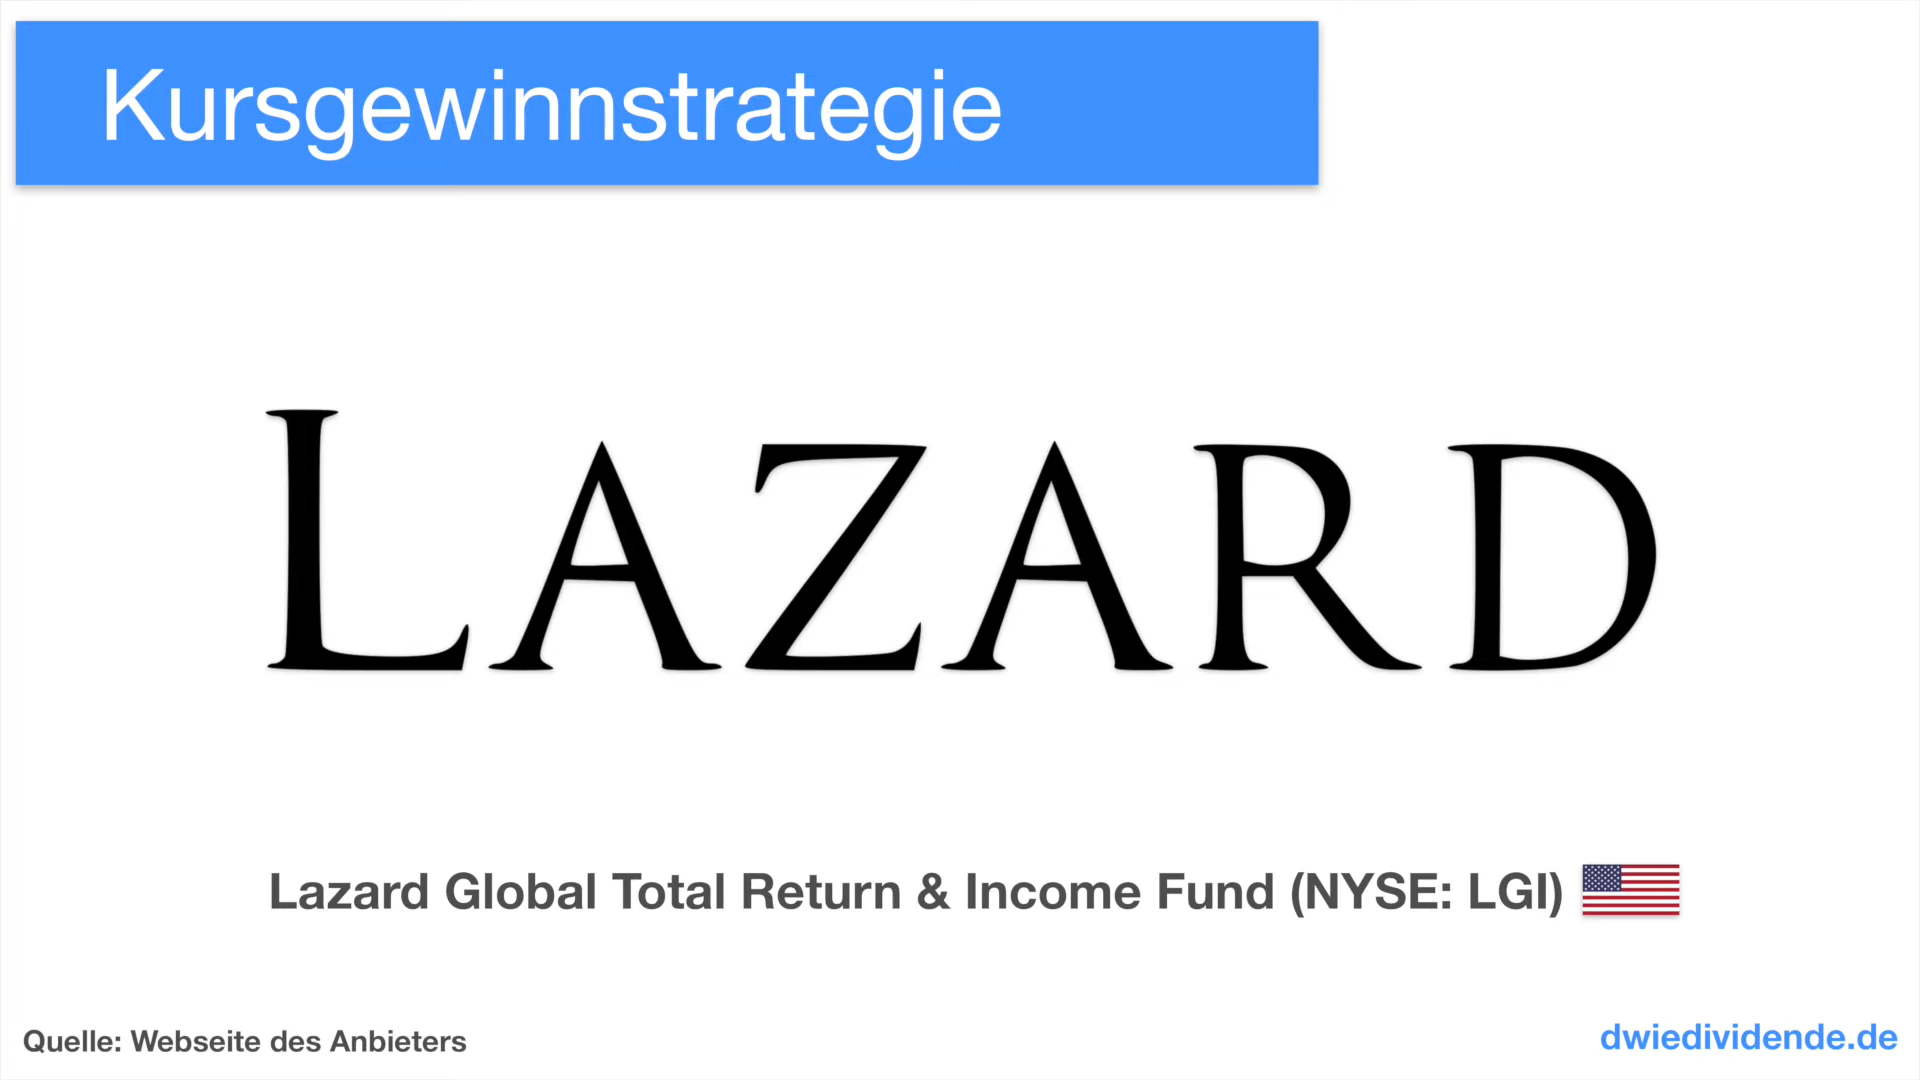 Kursgewinnstrategie
LAZARD
Lazard Global Total Return & Income Fund (NYSE: LGI)
Quelle: Webseite des Anbieters
dwiedividende.de